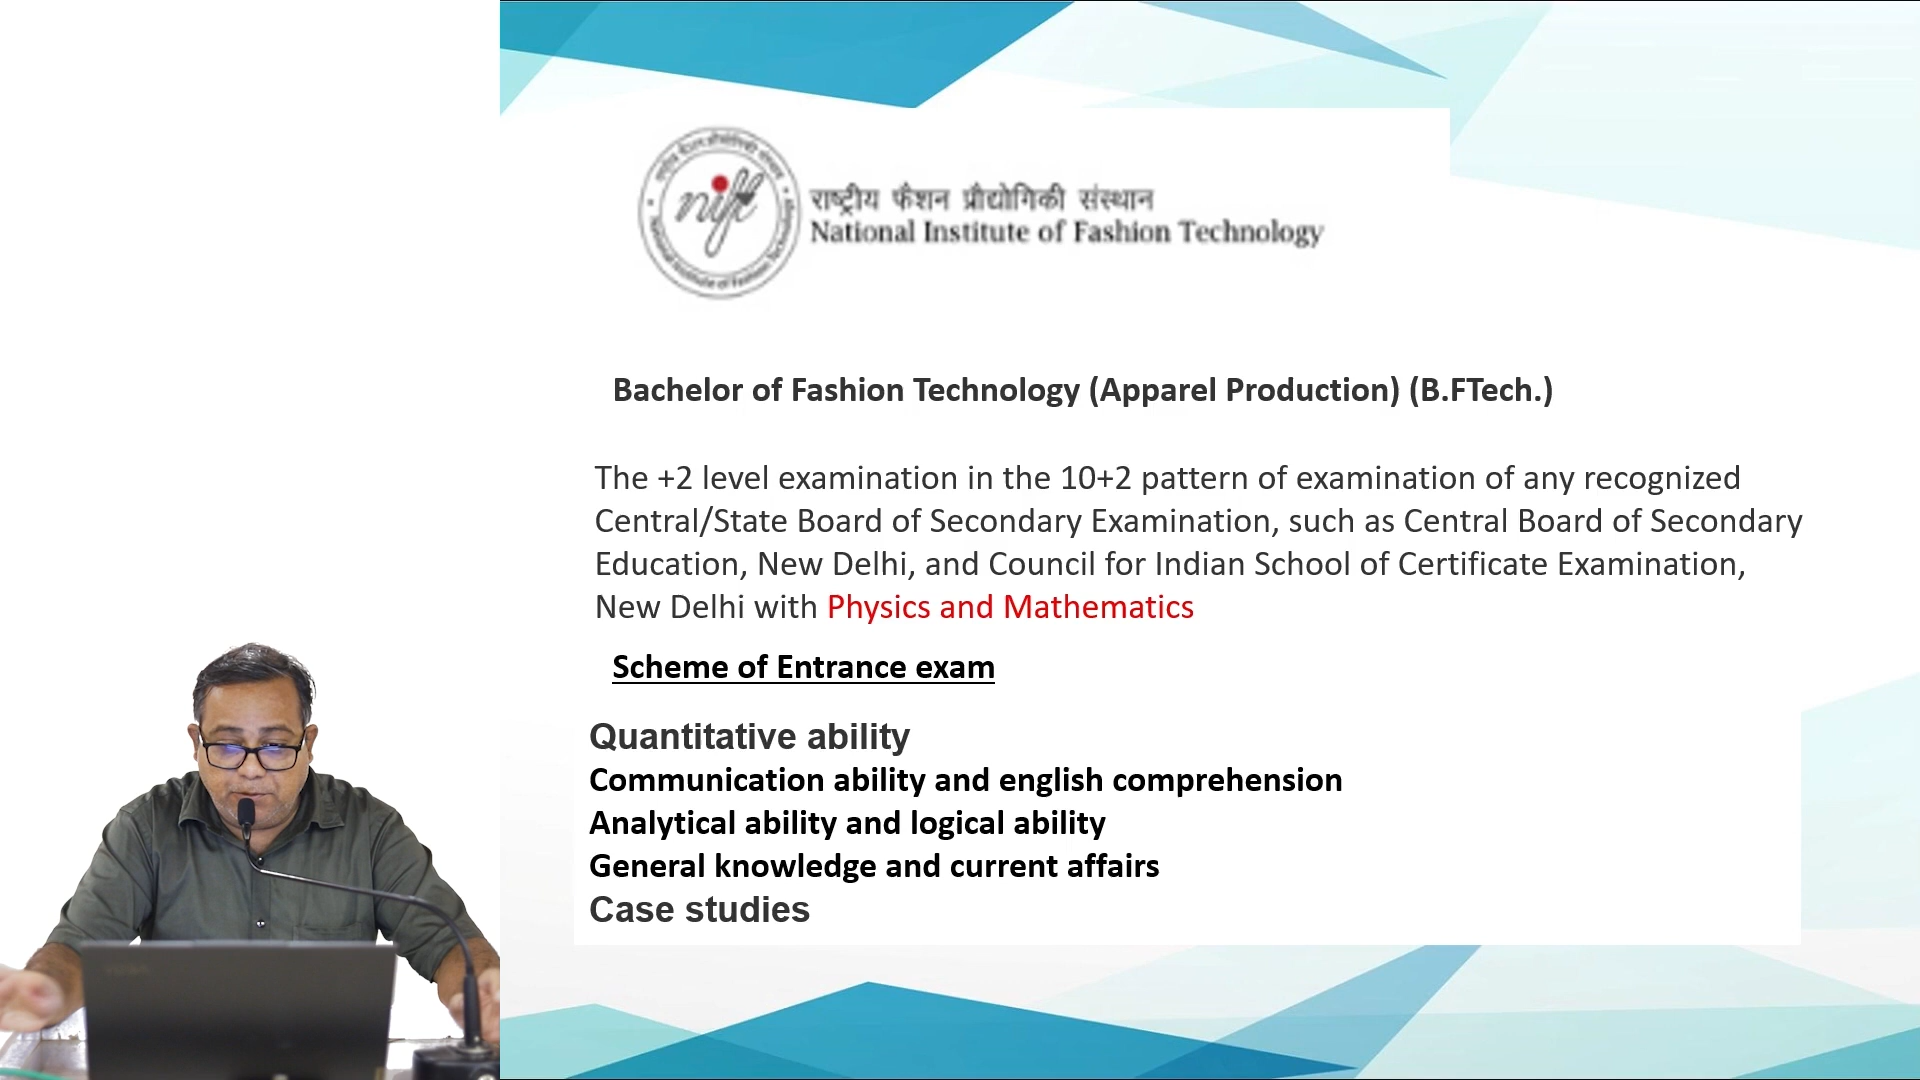 nift
राष्ट्रीय फैशन प्रौद्योगिकी संस्थान
National Institute of Fashion Technology
Bachelor of Fashion Technology (Apparel Production) (B.FTech.)
The +2 level examination in the 10+2 pattern of examination of any recognized
Central/State Board of Secondary Examination, such as Central Board of Secondary
Education, New Delhi, and Council for Indian School of Certificate Examination,
New Delhi with Physics and Mathematics
Scheme of Entrance exam
Quantitative ability
Communication ability and english comprehension
Analytical ability and logical ability
General knowledge and current affairs
Case studies